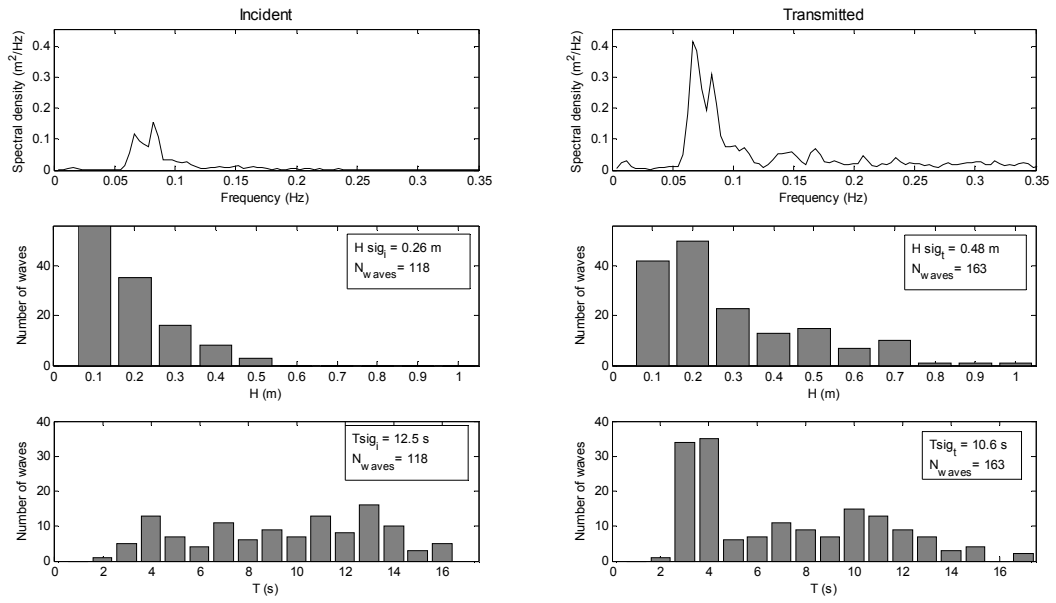 Incident
Spectral density (m²/Hz)
0.4
0.3
0.2
0.1
0
0 0.05 0.1 0.15 0.2 0.25 0.3 0.35
Frequency (Hz)
Transmitted
Spectral density (m²/Hz)
0.4
0.3
0.2
0.1
0
0 0.05 0.1 0.15 0.2 0.25 0.3 0.35
Frequency (Hz)
Number of waves
40
20
0
H sigᵢ = 0.26 m
N_waves = 118
0 0.1 0.2 0.3 0.4 0.5 0.6 0.7 0.8 0.9 1
H (m)
Number of waves
40
20
0
H sigₜ = 0.48 m
N_waves = 163
0 0.1 0.2 0.3 0.4 0.5 0.6 0.7 0.8 0.9 1
H (m)
Number of waves
40
30
20
10
0
Tsigᵢ = 12.5 s
N_waves = 118
0 2 4 6 8 10 12 14 16
T (s)
Number of waves
40
30
20
10
0
Tsigₜ = 10.6 s
N_waves = 163
0 2 4 6 8 10 12 14 16
T (s)